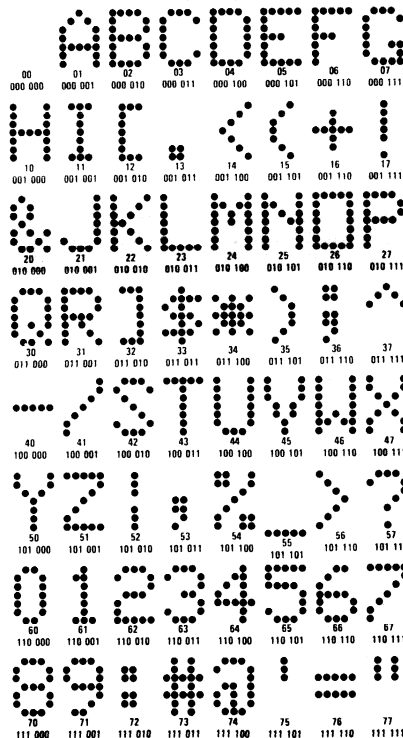 A B C D E F G
00 01 02 03 04 05 06 07
000 000 000 001 000 010 000 011 000 100 000 101 000 110 000 111
H I [ . < ( + !
10 11 12 13 14 15 16 17
001 000 001 001 001 010 001 011 001 100 001 101 001 110 001 111
& J K L M N O P
20 21 22 23 24 25 26 27
010 000 010 001 010 010 010 011 010 100 010 101 010 110 010 111
Q R ] $ * ) ; ^
30 31 32 33 34 35 36 37
011 000 011 001 011 010 011 011 011 100 011 101 011 110 011 111
- / S T U V W X
40 41 42 43 44 45 46 47
100 000 100 001 100 010 100 011 100 100 100 101 100 110 100 111
Y Z | , % _ > ?
50 51 52 53 54 55 56 57
101 000 101 001 101 010 101 011 101 100 101 101 101 110 101 111
0 1 2 3 4 5 6 7
60 61 62 63 64 65 66 67
110 000 110 001 110 010 110 011 110 100 110 101 110 110 110 111
8 9 : # @ ' = "
70 71 72 73 74 75 76 77
111 000 111 001 111 010 111 011 111 100 111 101 111 110 111 111